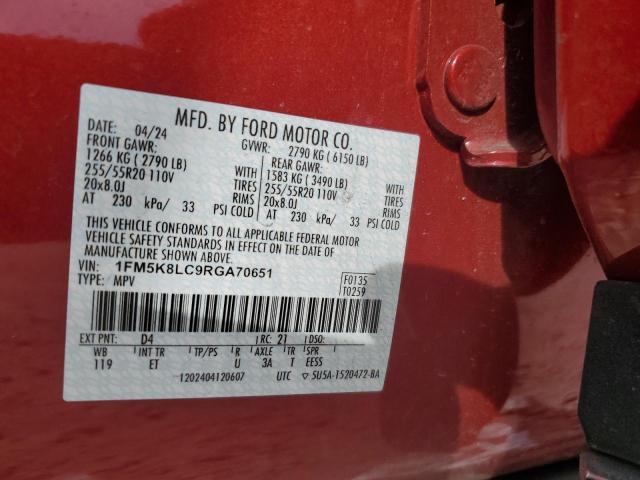 MFD. BY FORD MOTOR CO.
DATE: 04/24 GVWR: 2790 KG (6150 LB)
FRONT GAWR: REAR GAWR:
1266 KG (2790 LB) WITH 1583 KG (3490 LB) WITH
255/55R20 110V TIRES 255/55R20 110V TIRES
20x8.0J RIMS 20x8.0J RIMS
AT 230 kPa/ 33 PSI COLD AT 230 kPa/ 33 PSI COLD
THIS VEHICLE CONFORMS TO ALL APPLICABLE FEDERAL MOTOR
VEHICLE SAFETY STANDARDS IN EFFECT ON THE DATE OF
MANUFACTURE SHOWN ABOVE.
VIN: 1FM5K8LC9RGA70651 F0135
TYPE: MPV T0259
EXT PNT: D4 RC: 21 DSO:
WB INT TR TP/PS R AXLE TR SPR
119 ET U 3A T EESS
1202404120607 UTC 5U5A-1520472-BA